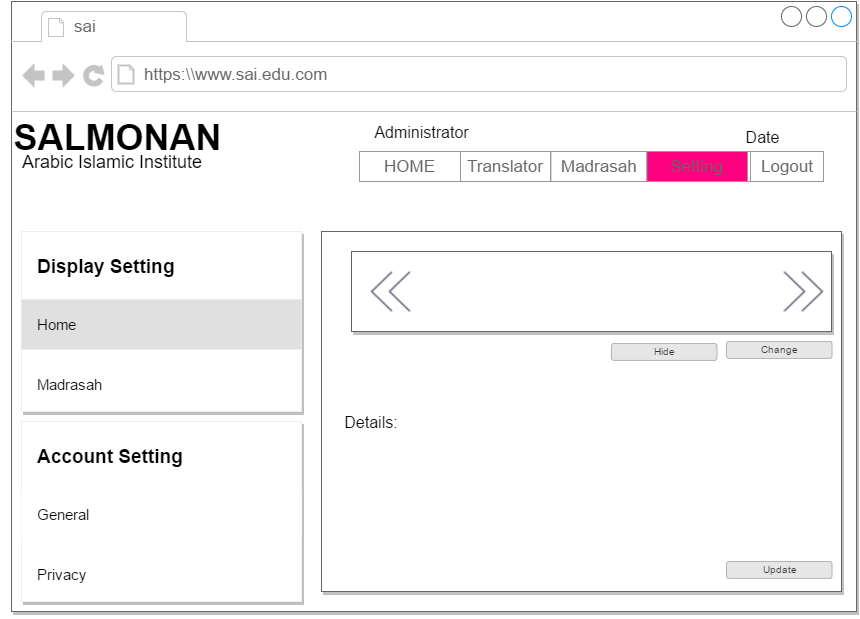 sai
https:\\www.sai.edu.com
SALMONAN
Arabic Islamic Institute
Administrator
Date
HOME Translator Madrasah Setting Logout
Display Setting
Home
Madrasah
Account Setting
General
Privacy
Hide Change
Details:
Update